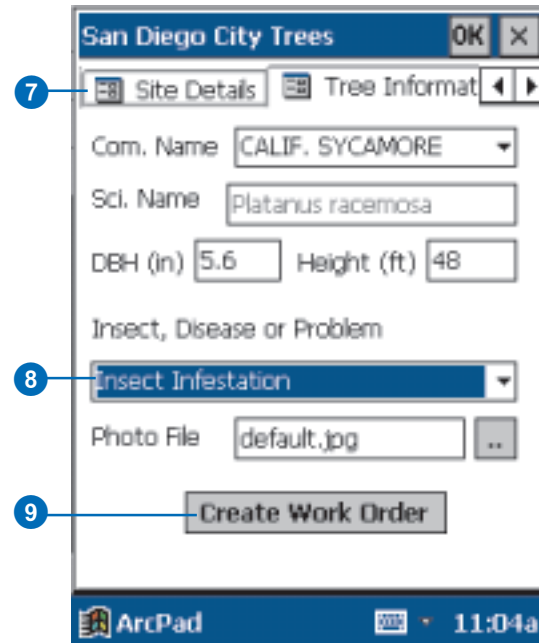 San Diego City Trees OK
7 Site Details Tree Informat
Com. Name CALIF. SYCAMORE
Sci. Name Platanus racemosa
DBH (in) 5.6 Height (ft) 48
Insect, Disease or Problem
8 Insect Infestation
Photo File default.jpg ..
9 Create Work Order
ArcPad 11:04a